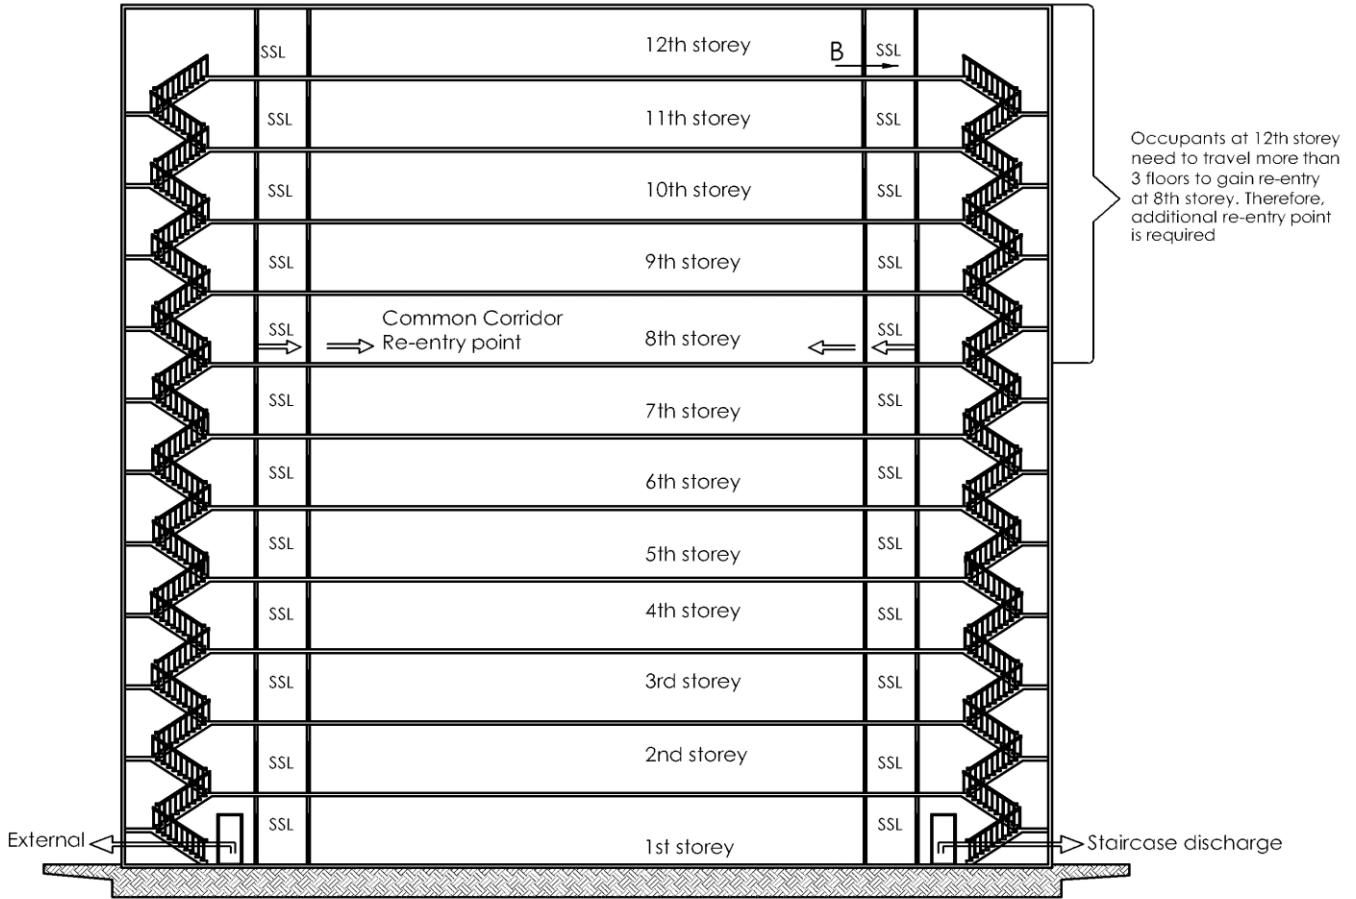 SSL 12th storey B SSL
SSL 11th storey SSL
Occupants at 12th storey
need to travel more than
3 floors to gain re-entry
at 8th storey. Therefore,
additional re-entry point
is required
SSL 10th storey SSL
SSL 9th storey SSL
SSL Common Corridor
Re-entry point 8th storey SSL
SSL 7th storey SSL
SSL 6th storey SSL
SSL 5th storey SSL
SSL 4th storey SSL
SSL 3rd storey SSL
SSL 2nd storey SSL
SSL 1st storey SSL
External
Staircase discharge